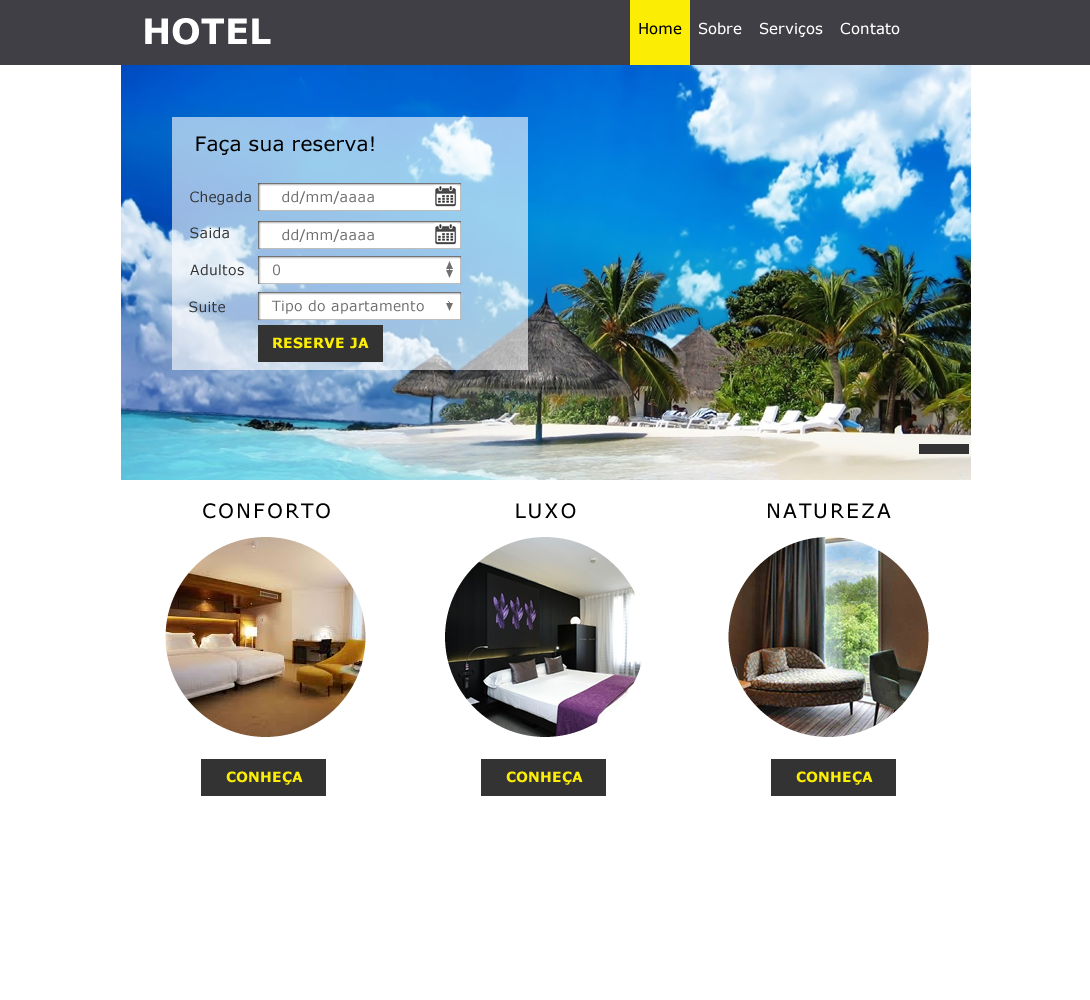 HOTEL
Home Sobre Serviços Contato
Faça sua reserva!
Chegada dd/mm/aaaa
Saida dd/mm/aaaa
Adultos 0
Suite Tipo do apartamento
RESERVE JA
CONFORTO LUXO NATUREZA
CONHEÇA CONHEÇA CONHEÇA